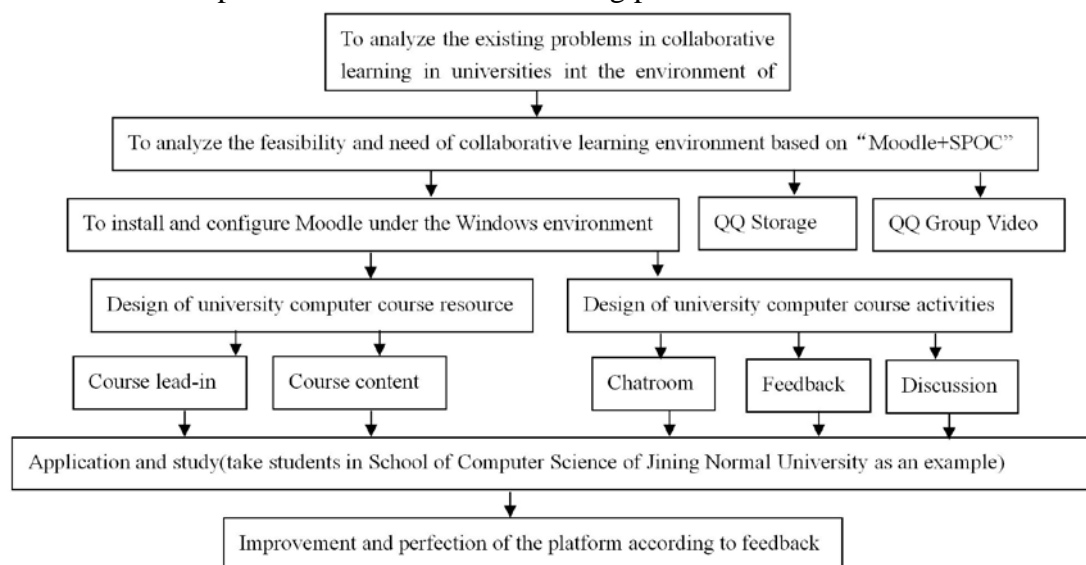 To analyze the existing problems in collaborative
learning in universities int the environment of
To analyze the feasibility and need of collaborative learning environment based on “Moodle+SPOC”
To install and configure Moodle under the Windows environment
QQ Storage
QQ Group Video
Design of university computer course resource
Design of university computer course activities
Course lead-in
Course content
Chatroom
Feedback
Discussion
Application and study(take students in School of Computer Science of Jining Normal University as an example)
Improvement and perfection of the platform according to feedback